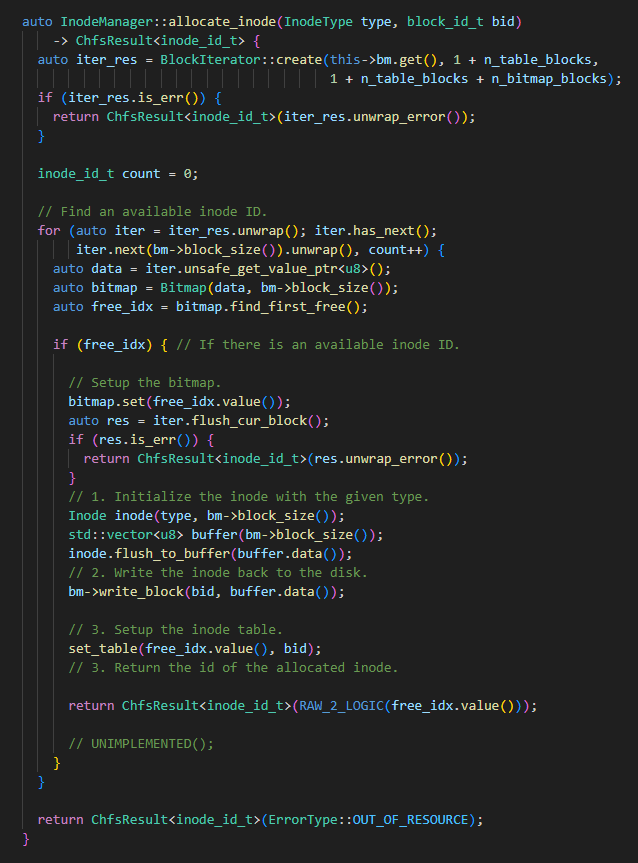 auto InodeManager::allocate_inode(InodeType type, block_id_t bid)
    -> ChfsResult<inode_id_t> {
  auto iter_res = BlockIterator::create(this->bm.get(), 1 + n_table_blocks,
                                        1 + n_table_blocks + n_bitmap_blocks);
  if (iter_res.is_err()) {
    return ChfsResult<inode_id_t>(iter_res.unwrap_error());
  }

  inode_id_t count = 0;

  // Find an available inode ID.
  for (auto iter = iter_res.unwrap(); iter.has_next();
       iter.next(bm->block_size()).unwrap(), count++) {
    auto data = iter.unsafe_get_value_ptr<u8>();
    auto bitmap = Bitmap(data, bm->block_size());
    auto free_idx = bitmap.find_first_free();

    if (free_idx) { // If there is an available inode ID.

      // Setup the bitmap.
      bitmap.set(free_idx.value());
      auto res = iter.flush_cur_block();
      if (res.is_err()) {
        return ChfsResult<inode_id_t>(res.unwrap_error());
      }
      // 1. Initialize the inode with the given type.
      Inode inode(type, bm->block_size());
      std::vector<u8> buffer(bm->block_size());
      inode.flush_to_buffer(buffer.data());
      // 2. Write the inode back to the disk.
      bm->write_block(bid, buffer.data());

      // 3. Setup the inode table.
      set_table(free_idx.value(), bid);
      // 3. Return the id of the allocated inode.

      return ChfsResult<inode_id_t>(RAW_2_LOGIC(free_idx.value()));

      // UNIMPLEMENTED();
    }
  }

  return ChfsResult<inode_id_t>(ErrorType::OUT_OF_RESOURCE);
}